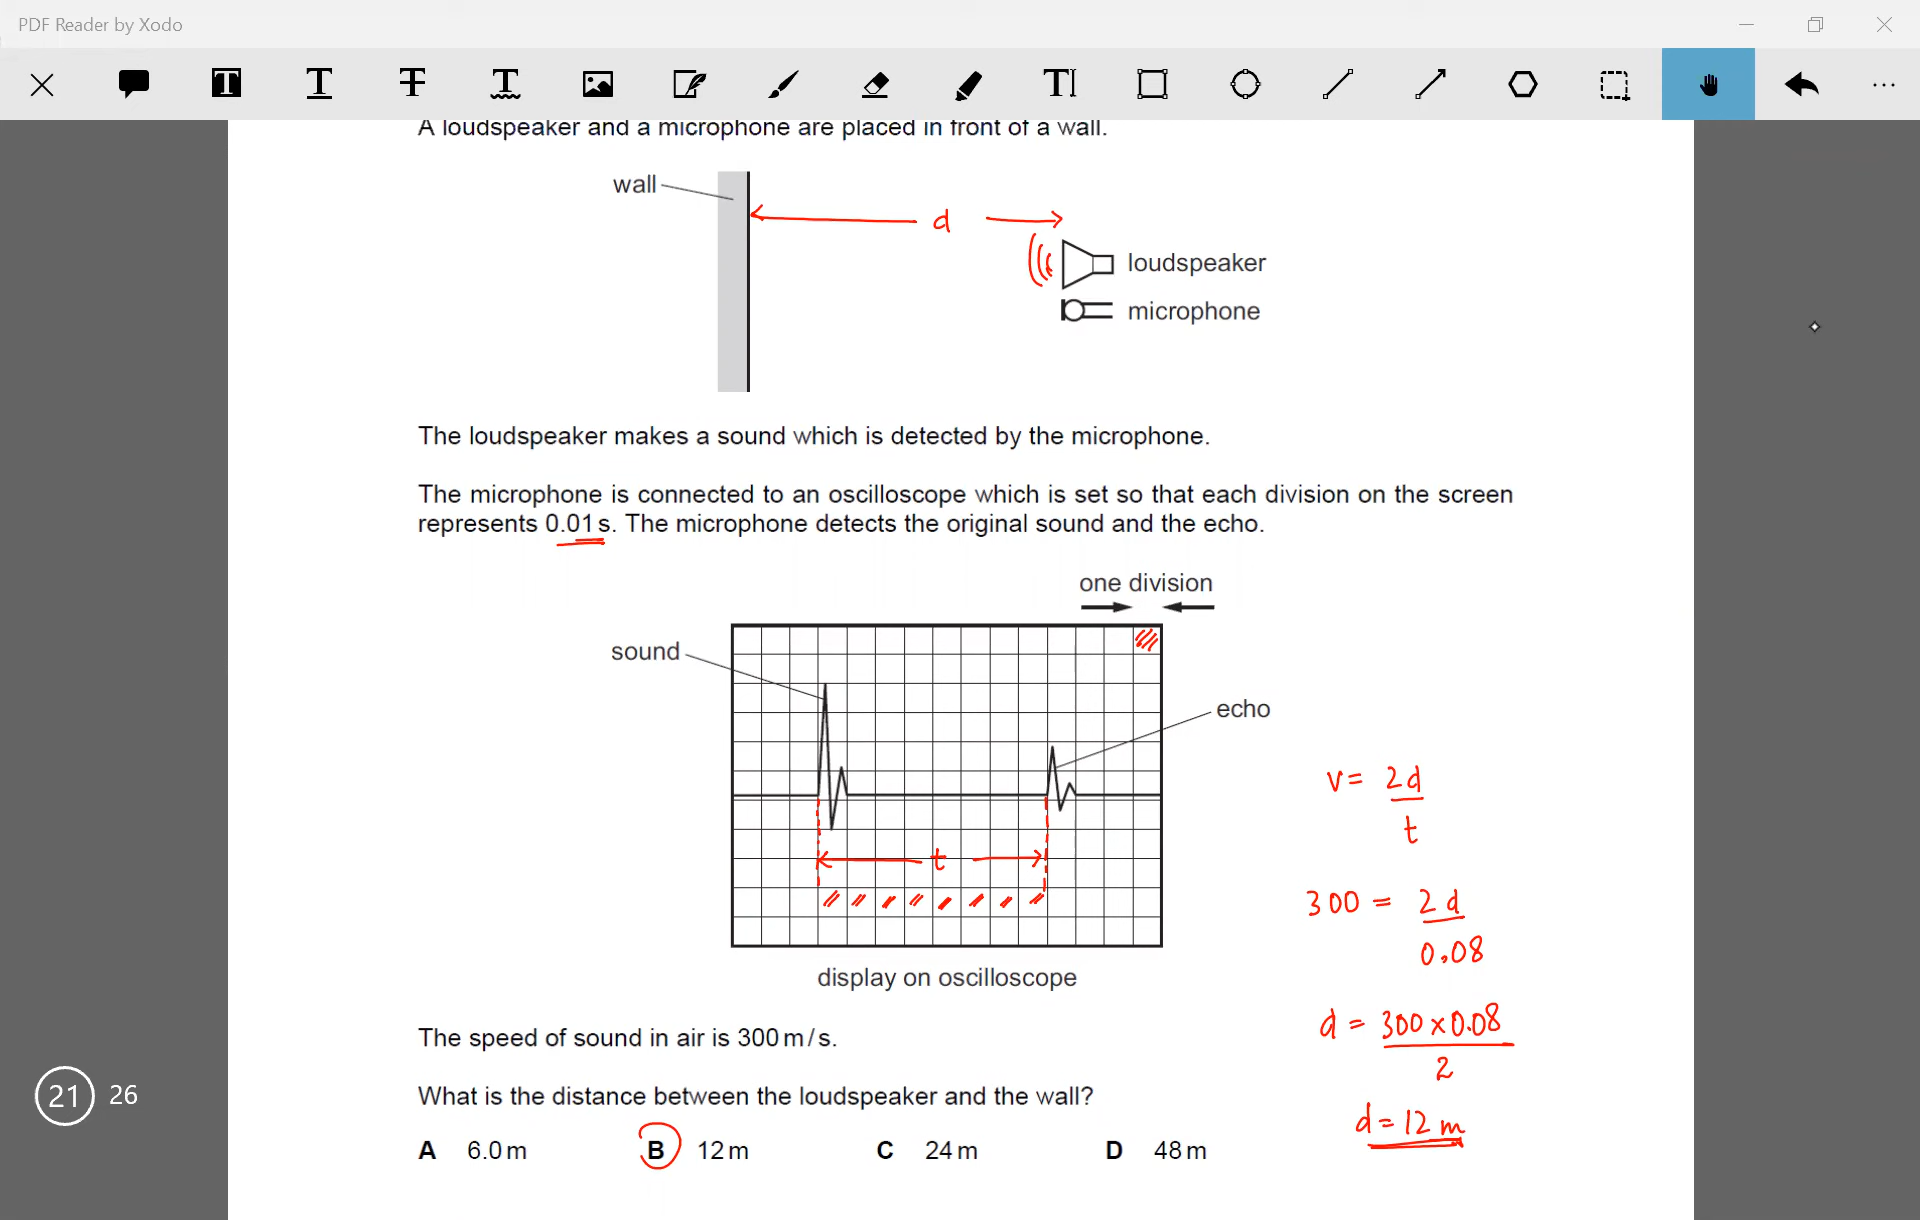 PDF Reader by Xodo
A loudspeaker and a microphone are placed in front of a wall.
wall
d
loudspeaker
microphone
The loudspeaker makes a sound which is detected by the microphone.
The microphone is connected to an oscilloscope which is set so that each division on the screen
represents 0.01 s. The microphone detects the original sound and the echo.
one division
sound
echo
t
display on oscilloscope
v = 2d
t
300 = 2d
0.08
d = 300 x 0.08
2
d = 12 m
The speed of sound in air is 300 m / s.
What is the distance between the loudspeaker and the wall?
A 6.0 m B 12 m C 24 m D 48 m
21 26